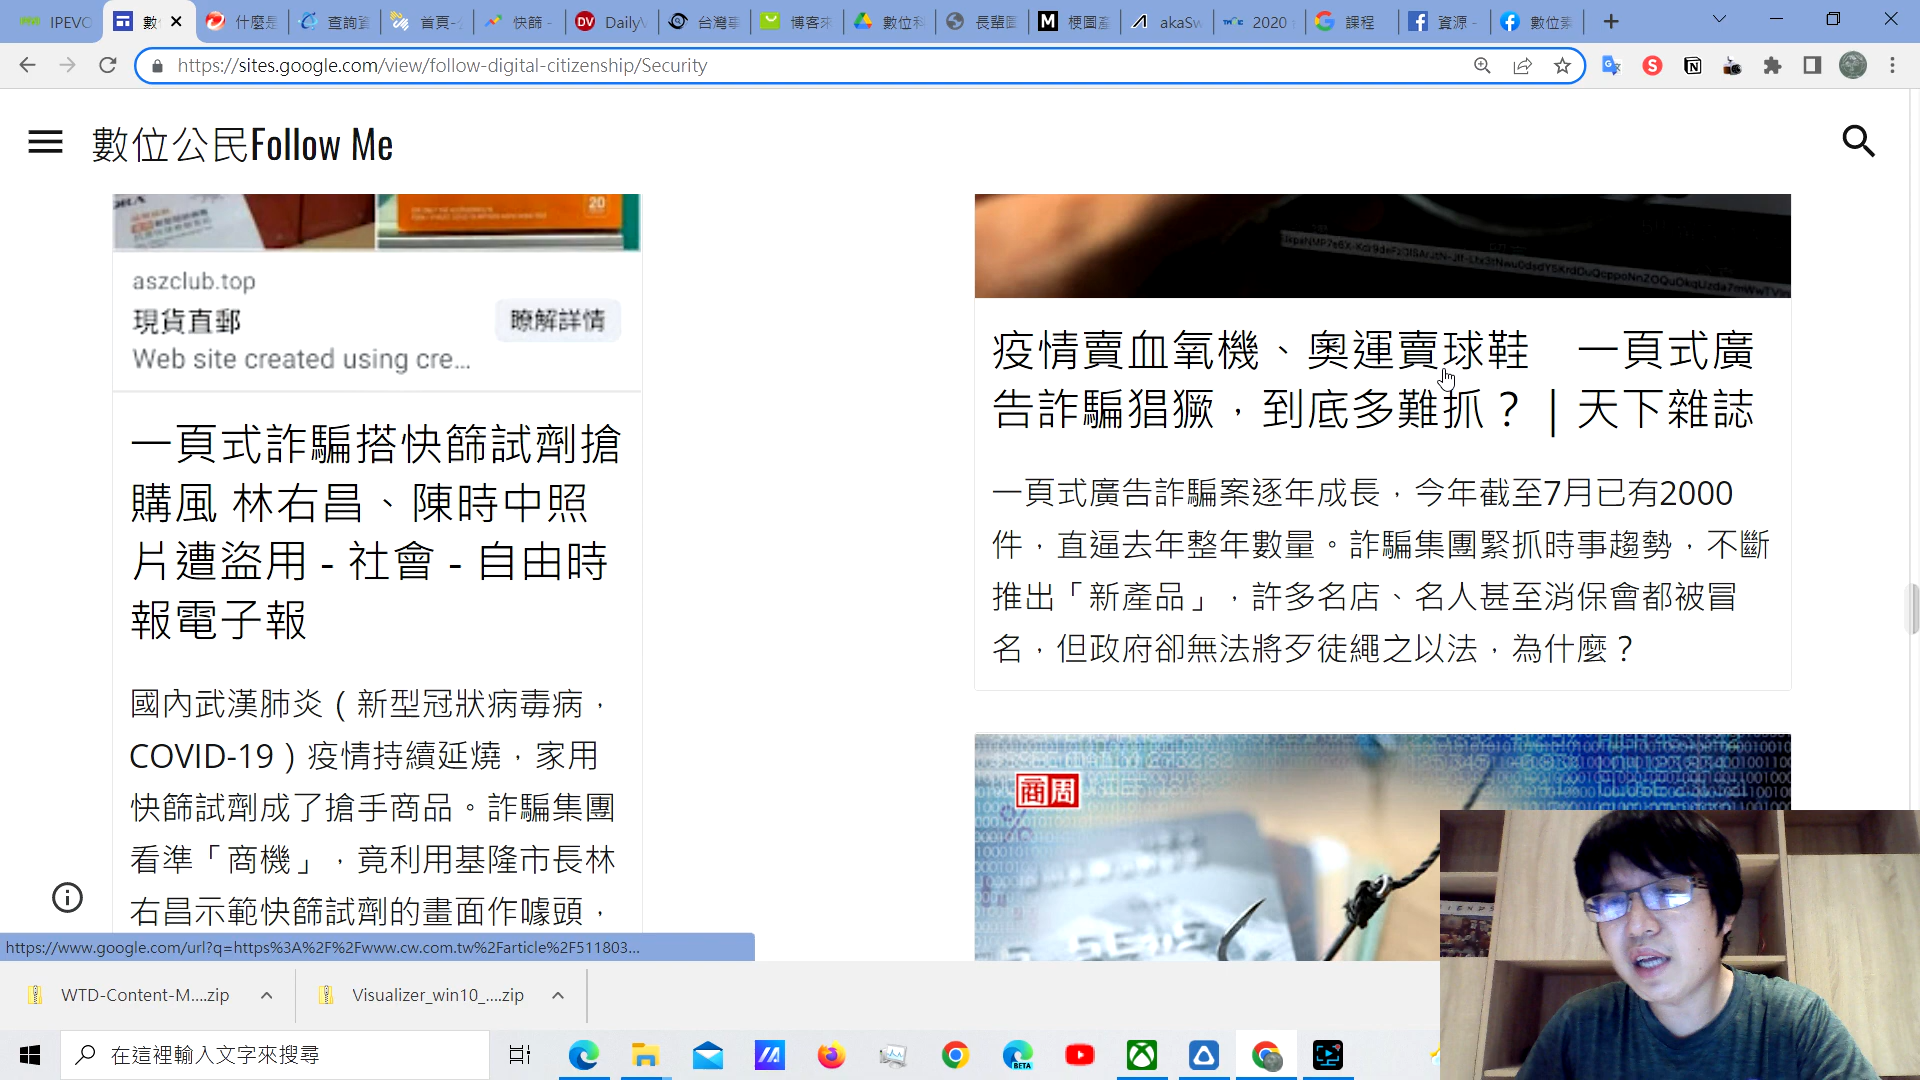 IPEVO
數
什麼是
查詢資
首頁-
快篩 -
DV DailyV
台灣事
博客來
數位科
長輩圖
M 梗圖產
akaSw
2020
課程
資源 -
數位素
https://sites.google.com/view/follow-digital-citizenship/Security
數位公民Follow Me
20
aszclub.top
現貨直郵
瞭解詳情
Web site created using cre...
一頁式詐騙搭快篩試劑搶
購風 林右昌、陳時中照
片遭盜用 - 社會 - 自由時
報電子報
國內武漢肺炎（新型冠狀病毒病，
COVID-19）疫情持續延燒，家用
快篩試劑成了搶手商品。詐騙集團
看準「商機」，竟利用基隆市長林
右昌示範快篩試劑的畫面作噱頭，
疫情賣血氧機、奧運賣球鞋　一頁式廣
告詐騙猖獗，到底多難抓？｜天下雜誌
一頁式廣告詐騙案逐年成長，今年截至7月已有2000
件，直逼去年整年數量。詐騙集團緊抓時事趨勢，不斷
推出「新產品」，許多名店、名人甚至消保會都被冒
名，但政府卻無法將歹徒繩之以法，為什麼？
商周
https://www.google.com/url?q=https%3A%2F%2Fwww.cw.com.tw%2Farticle%2F511803...
WTD-Content-M....zip
Visualizer_win10_....zip
在這裡輸入文字來搜尋
BETA